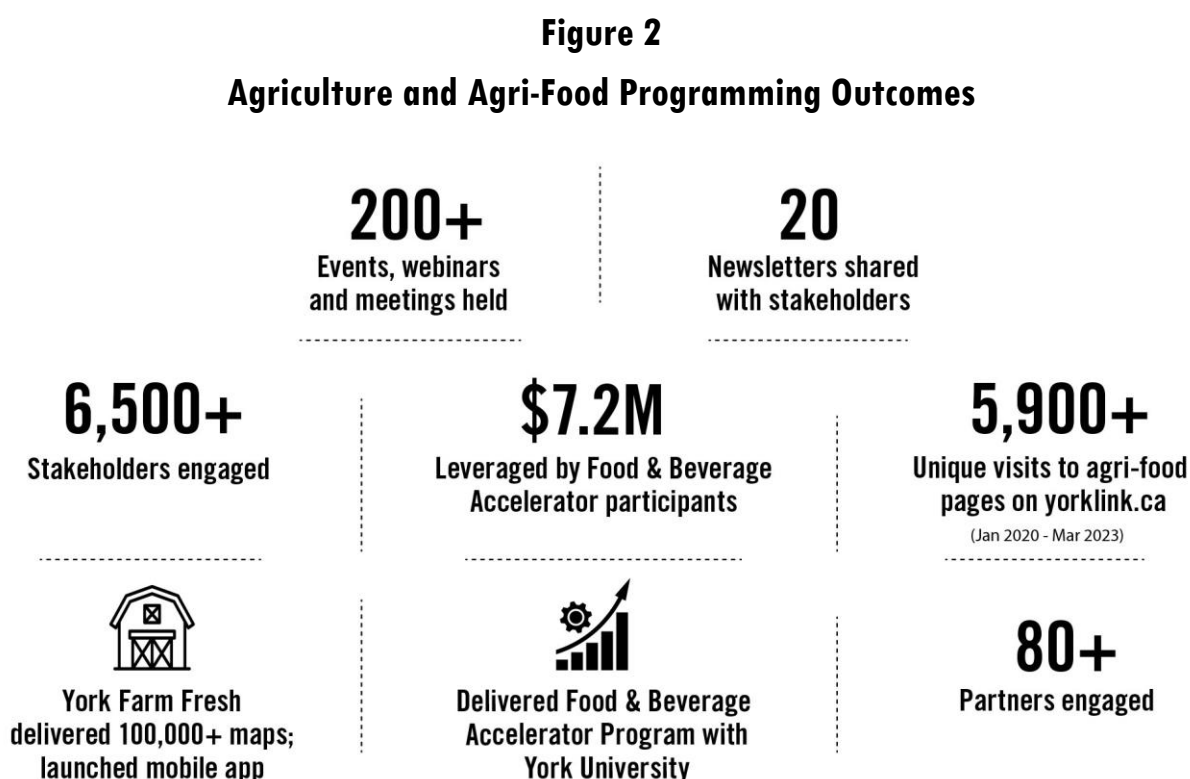 Figure 2
Agriculture and Agri-Food Programming Outcomes
200+
Events, webinars
and meetings held
20
Newsletters shared
with stakeholders
6,500+
Stakeholders engaged
$7.2M
Leveraged by Food & Beverage
Accelerator participants
5,900+
Unique visits to agri-food
pages on yorklink.ca
(Jan 2020 - Mar 2023)
York Farm Fresh
delivered 100,000+ maps;
launched mobile app
Delivered Food & Beverage
Accelerator Program with
York University
80+
Partners engaged